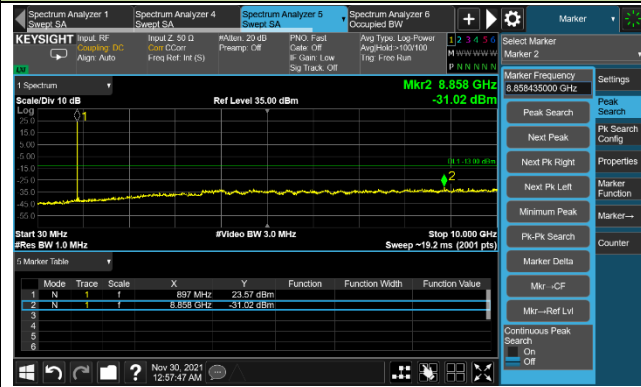 Spectrum Analyzer 1
Swept SA
Spectrum Analyzer 4
Swept SA
Spectrum Analyzer 5
Swept SA
Spectrum Analyzer 6
Occupied BW
Marker
KEYSIGHT
Input: RF
Coupling: DC
Align: Auto
Input Z: 50 Ω
Corr CCorr
Freq Ref: Int (S)
#Atten: 20 dB
Preamp: Off
PNO: Fast
Gate: Off
IF Gain: Low
Sig Track: Off
Avg Type: Log-Power
Avg|Hold:>100/100
Trig: Free Run
1 2 3 4 5 6
M W W W W W
P N N N N N
LXI
Select Marker
Marker 2
1 Spectrum
Scale/Div 10 dB
Log
Ref Level 35.00 dBm
Mkr2 8.858 GHz
-31.02 dBm
25.0
15.0
5.00
-5.00
-15.0
-25.0
-35.0
-45.0
-55.0
1
DL1 -13.00 dBm
2
Start 30 MHz
#Res BW 1.0 MHz
#Video BW 3.0 MHz
Stop 10.000 GHz
Sweep ~19.2 ms (2001 pts)
5 Marker Table
Mode Trace Scale X Y Function Function Width Function Value
1 N 1 f 897 MHz 23.57 dBm
2 N 1 f 8.858 GHz -31.02 dBm
3
4
5
6
Marker Frequency
8.858435000 GHz
Peak Search
Next Peak
Next Pk Right
Next Pk Left
Minimum Peak
Pk-Pk Search
Marker Delta
Mkr→CF
Mkr→Ref Lvl
Continuous Peak
Search
On
Off
Settings
Peak
Search
Pk Search
Config
Properties
Marker
Function
Marker→
Counter
Nov 30, 2021
12:57:47 AM